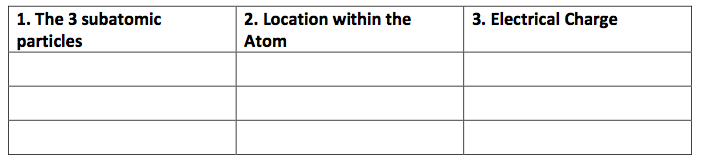 1. The 3 subatomic
particles
2. Location within the
Atom
3. Electrical Charge